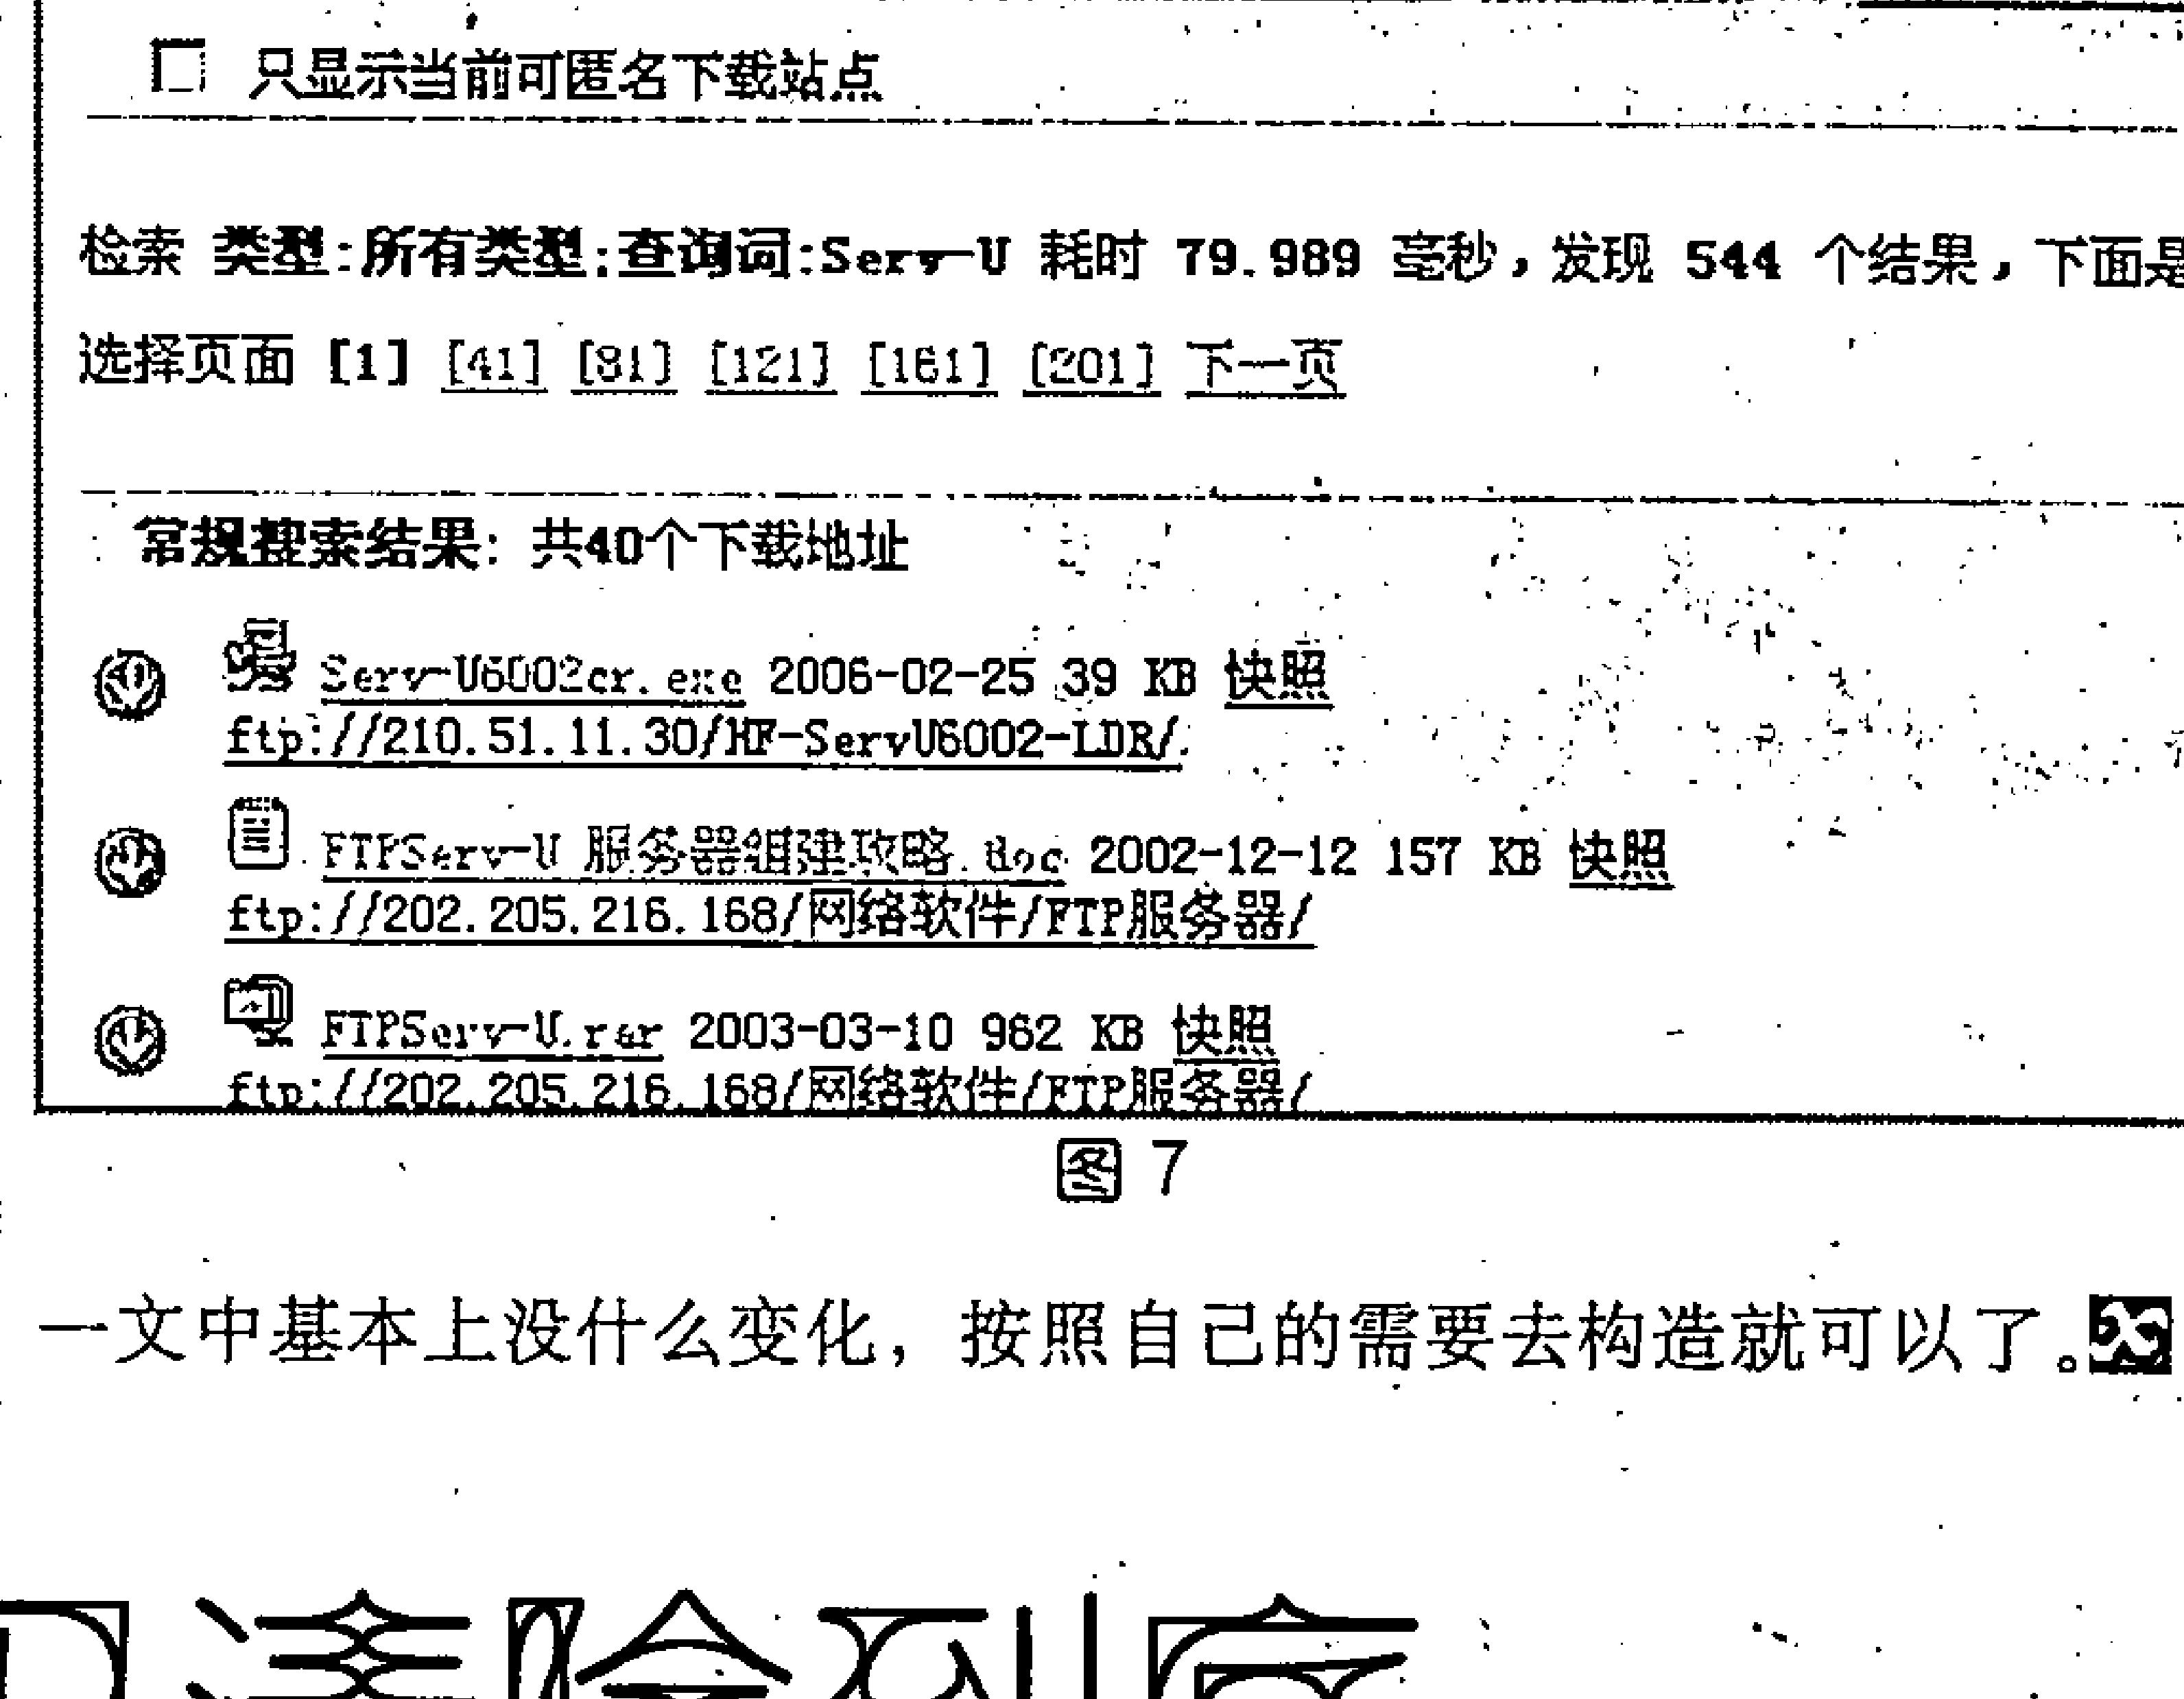 只显示当前可匿名下载站点
检索 类型:所有类型:查询词:Serv-U 耗时 79.989 毫秒，发现 544 个结果，下面是
选择页面 [1] [41] [81] [121] [161] [201] 下一页
常规搜索结果: 共40个下载地址
Serv-U6002cr.exe 2006-02-25 39 KB 快照
ftp://210.51.11.30/HF-ServU6002-LDR/
FTPServ-U 服务器组建攻略.doc 2002-12-12 157 KB 快照
ftp://202.205.216.168/网络软件/FTP服务器/
FTPServ-U.rar 2003-03-10 962 KB 快照
ftp://202.205.216.168/网络软件/FTP服务器/
图 7
一文中基本上没什么变化，按照自己的需要去构造就可以了。